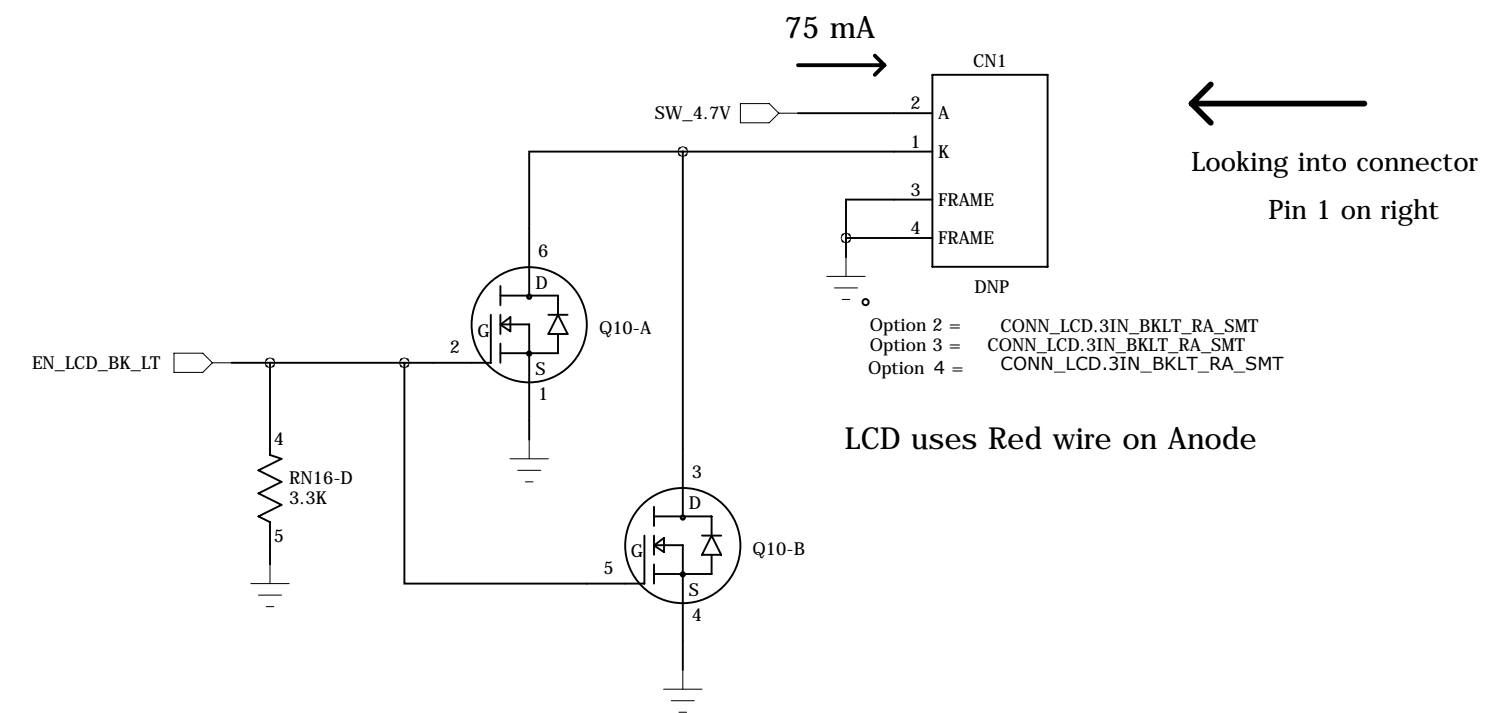 75 mA
CN1
SW_4.7V
2
A
1
K
Looking into connector
Pin 1 on right
3
FRAME
4
FRAME
DNP
6
D
G
Q10-A
2
S
1
EN_LCD_BK_LT
Option 2 = CONN_LCD.3IN_BKLT_RA_SMT
Option 3 = CONN_LCD.3IN_BKLT_RA_SMT
Option 4 = CONN_LCD.3IN_BKLT_RA_SMT
LCD uses Red wire on Anode
4
RN16-D
3.3K
5
3
D
G
Q10-B
5
S
4